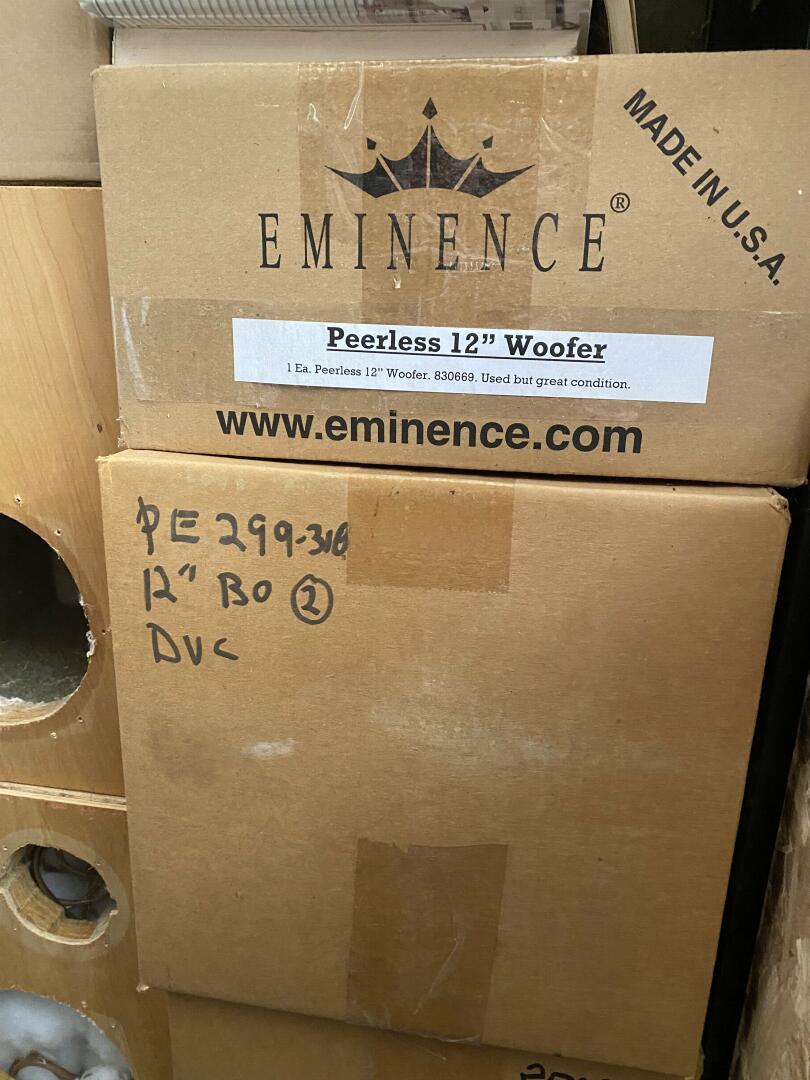 MADE IN U.S.A.
EMINENCE®
Peerless 12” Woofer
1 Ea. Peerless 12” Woofer. 830669. Used but great condition.
www.eminence.com
PE 299-318
12" BO ②
DVC